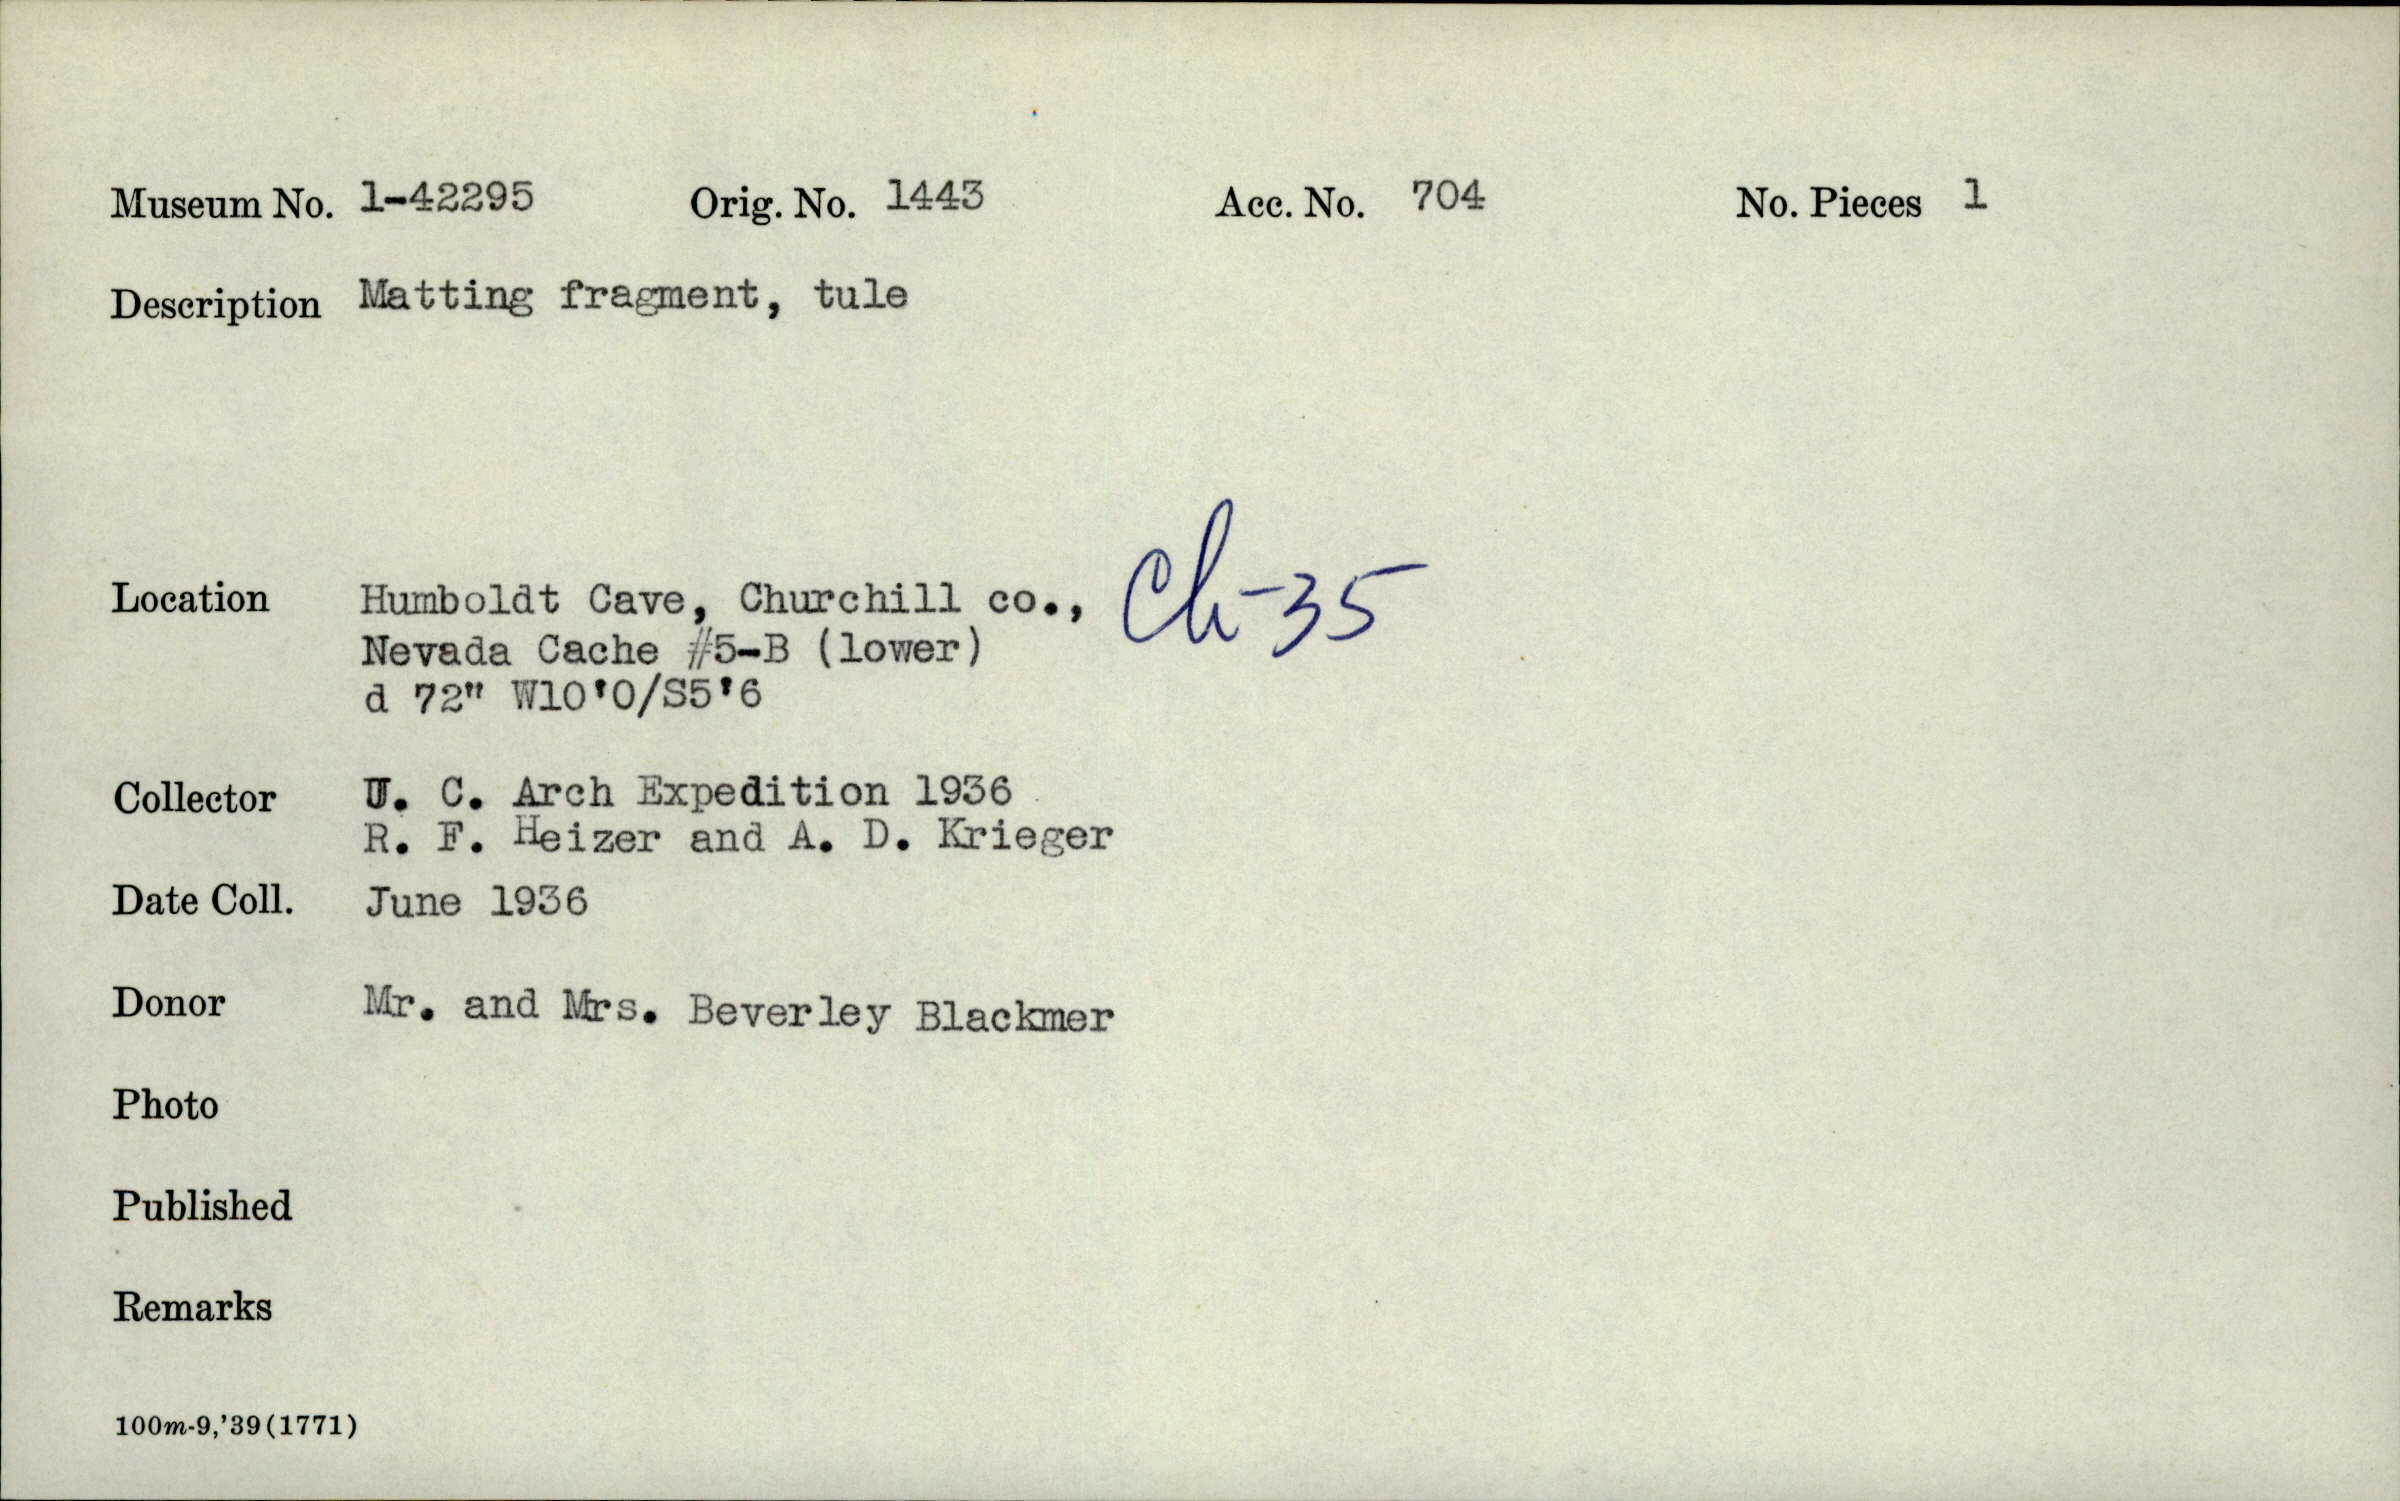 Museum No. 1-42295 Orig. No. 1443 Acc. No. 704 No. Pieces 1
Description Matting fragment, tule
Location Humboldt Cave, Churchill co., Ch-35
Nevada Cache #5-B (lower)
d 72" W10'0/S5'6
Collector U. C. Arch Expedition 1936
R. F. Heizer and A. D. Krieger
Date Coll. June 1936
Donor Mr. and Mrs. Beverley Blackmer
Photo
Published
Remarks
100m-9,'39(1771)